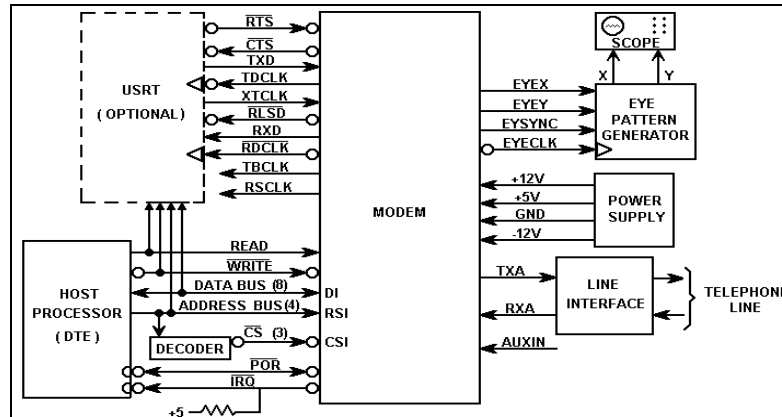 RTS
CTS
TXD
TDCLK
XTCLK
RLSD
RXD
RDCLK
TBCLK
RSCLK
USRT
( OPTIONAL)
MODEM
SCOPE
X
Y
EYEX
EYEY
EYSYNC
EYECLK
EYE
PATTERN
GENERATOR
+12V
+5V
GND
-12V
POWER
SUPPLY
READ
WRITE
DATA BUS (8)
DI
ADDRESS BUS(4)
RSI
HOST
PROCESSOR
( DTE )
DECODER
CS (3)
CSI
POR
IRQ
+5
TXA
RXA
AUXIN
LINE
INTERFACE
TELEPHONE
LINE